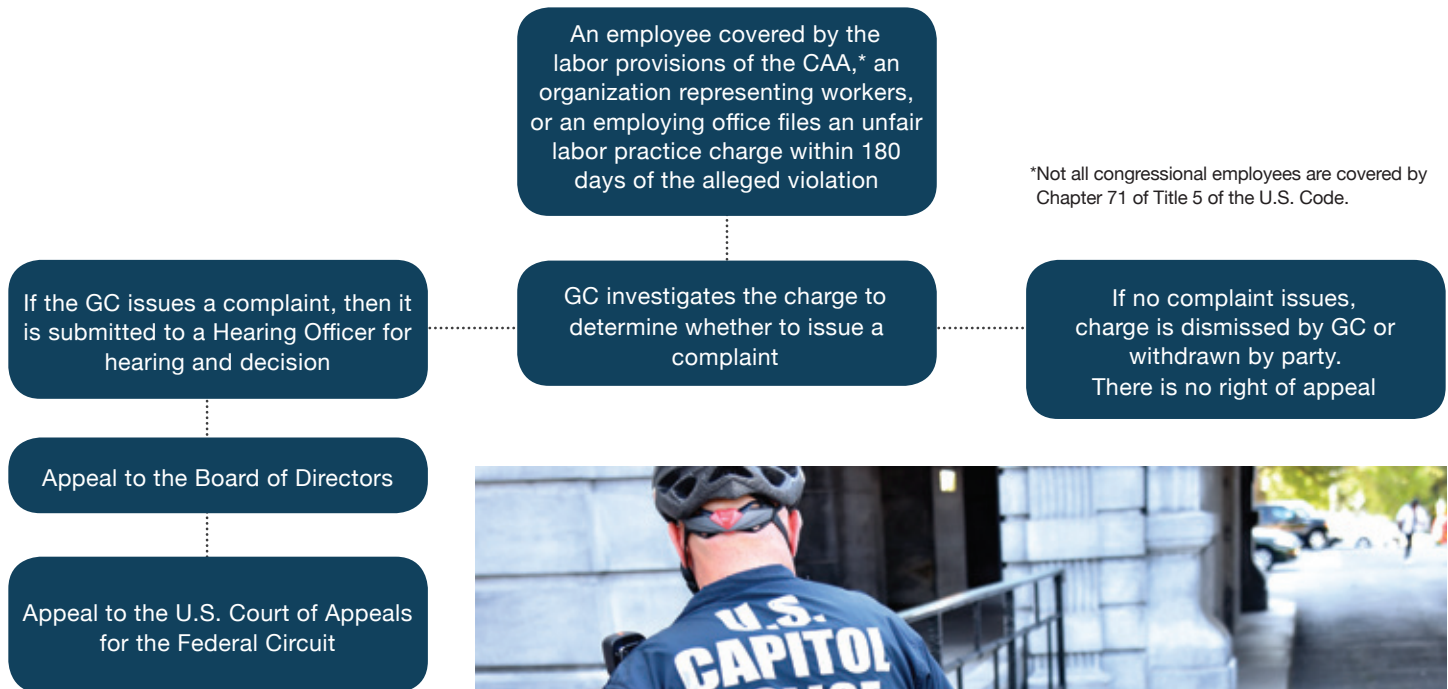 An employee covered by the
labor provisions of the CAA,* an
organization representing workers,
or an employing office files an unfair
labor practice charge within 180
days of the alleged violation
*Not all congressional employees are covered by
Chapter 71 of Title 5 of the U.S. Code.
If the GC issues a complaint, then it
is submitted to a Hearing Officer for
hearing and decision
GC investigates the charge to
determine whether to issue a
complaint
If no complaint issues,
charge is dismissed by GC or
withdrawn by party.
There is no right of appeal
Appeal to the Board of Directors
Appeal to the U.S. Court of Appeals
for the Federal Circuit
U.S.
CAPITOL